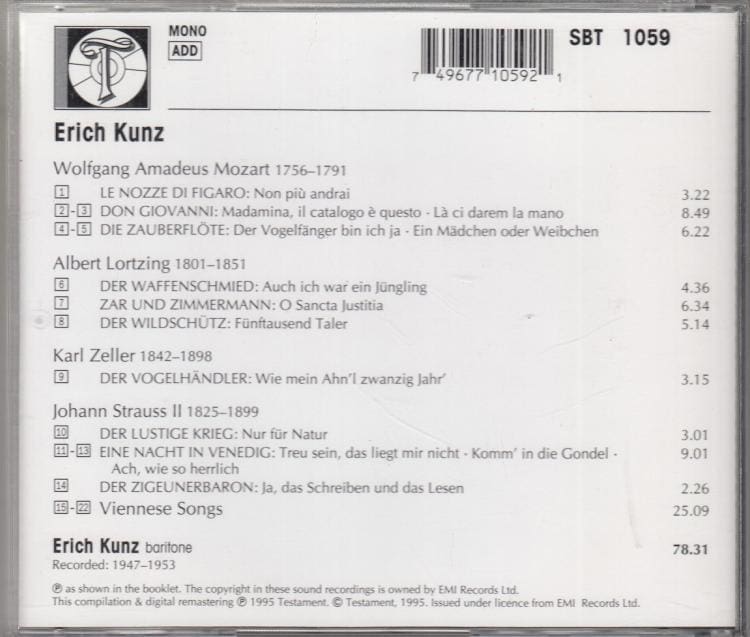 MONO
ADD
SBT 1059
7 49677 10592 1
Erich Kunz
Wolfgang Amadeus Mozart 1756–1791
1 LE NOZZE DI FIGARO: Non più andrai 3.22
2-3 DON GIOVANNI: Madamina, il catalogo è questo · Là ci darem la mano 8.49
4-5 DIE ZAUBERFLÖTE: Der Vogelfänger bin ich ja · Ein Mädchen oder Weibchen 6.22
Albert Lortzing 1801–1851
6 DER WAFFENSCHMIED: Auch ich war ein Jüngling 4.36
7 ZAR UND ZIMMERMANN: O Sancta Justitia 6.34
8 DER WILDSCHÜTZ: Fünftausend Taler 5.14
Karl Zeller 1842–1898
9 DER VOGELHÄNDLER: Wie mein Ahn'l zwanzig Jahr' 3.15
Johann Strauss II 1825–1899
10 DER LUSTIGE KRIEG: Nur für Natur 3.01
11-13 EINE NACHT IN VENEDIG: Treu sein, das liegt mir nicht · Komm' in die Gondel · 9.01
Ach, wie so herrlich
14 DER ZIGEUNERBARON: Ja, das Schreiben und das Lesen 2.26
15-22 Viennese Songs 25.09
Erich Kunz baritone 78.31
Recorded: 1947–1953
℗ as shown in the booklet. The copyright in these sound recordings is owned by EMI Records Ltd.
This compilation & digital remastering ℗ 1995 Testament. © Testament, 1995. Issued under licence from EMI Records Ltd.